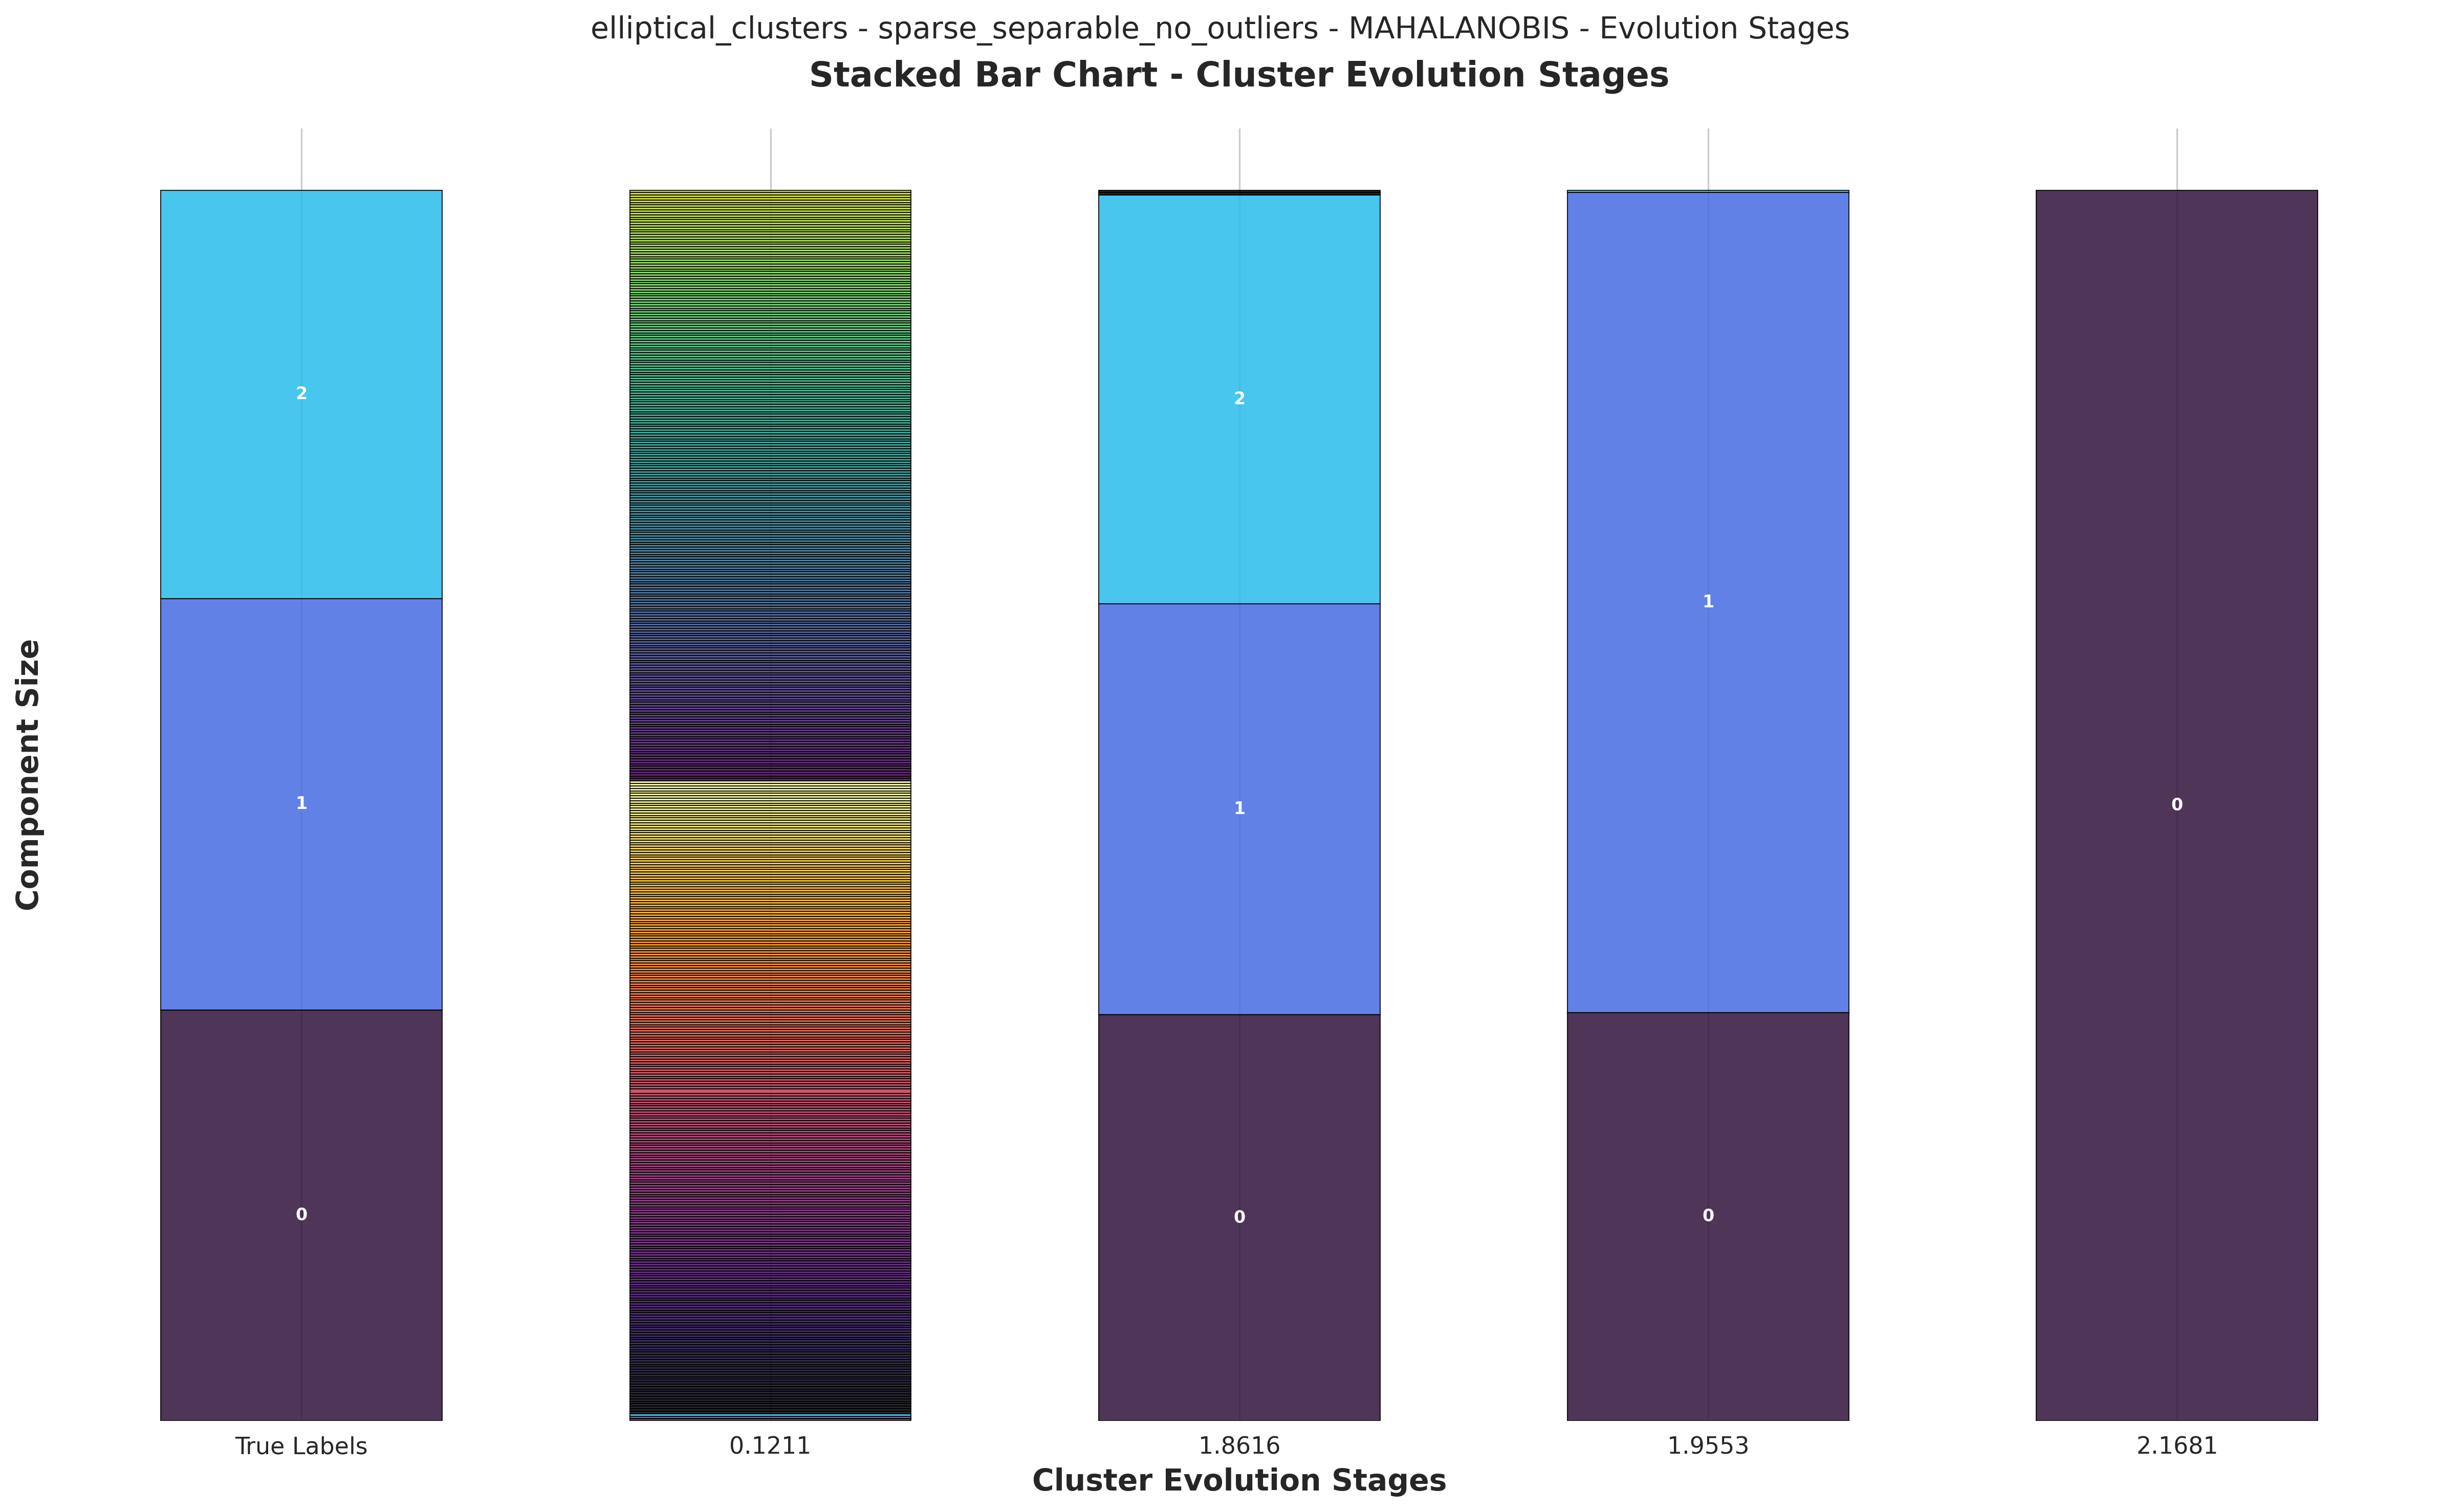 elliptical_clusters - sparse_separable_no_outliers - MAHALANOBIS - Evolution Stages
Stacked Bar Chart - Cluster Evolution Stages
Component Size
2
1
0
2
1
0
1
0
0
True Labels
0.1211
1.8616
1.9553
2.1681
Cluster Evolution Stages